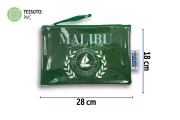 TESSUTO:
PVC
MALIBU
18 cm
28 cm